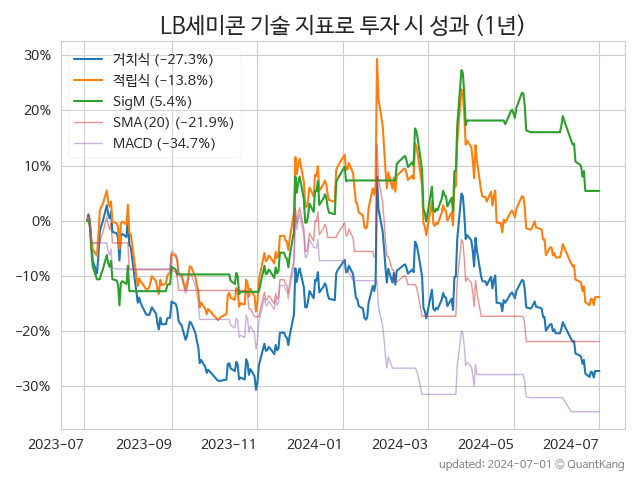 LB세미콘 기술 지표로 투자 시 성과 (1년)
30%
20%
10%
0%
−10%
−20%
−30%
거치식 (−27.3%)
적립식 (−13.8%)
SigM (5.4%)
SMA(20) (−21.9%)
MACD (−34.7%)
2023-07
2023-09
2023-11
2024-01
2024-03
2024-05
2024-07
updated: 2024-07-01 © QuantKang